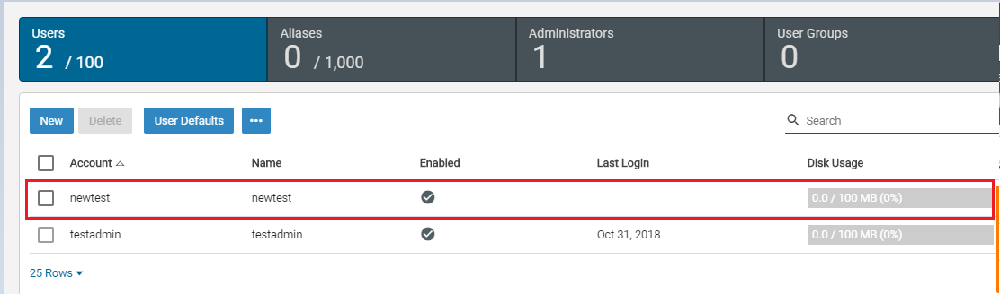 Users Aliases Administrators User Groups
2 / 100 0 / 1,000 1 0
New Delete User Defaults ••• Search
Account Name Enabled Last Login Disk Usage
newtest newtest 0.0 / 100 MB (0%)
testadmin testadmin Oct 31, 2018 0.0 / 100 MB (0%)
25 Rows